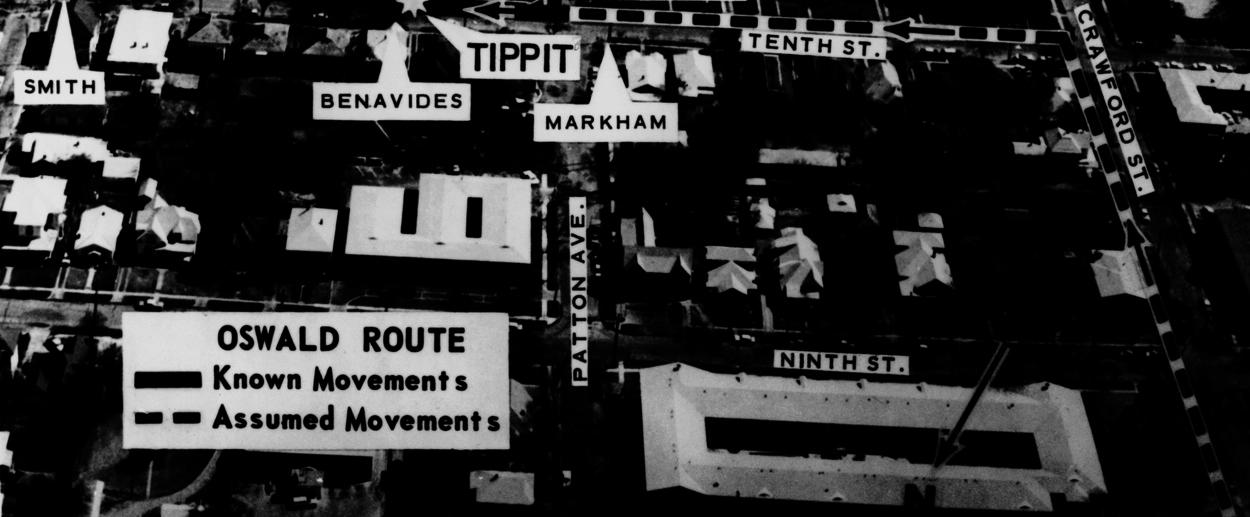 TIPPIT
TENTH ST.
CRAWFORD ST.
SMITH
BENAVIDES
MARKHAM
PATTON AVE.
OSWALD ROUTE
Known Movements
Assumed Movements
NINTH ST.
N